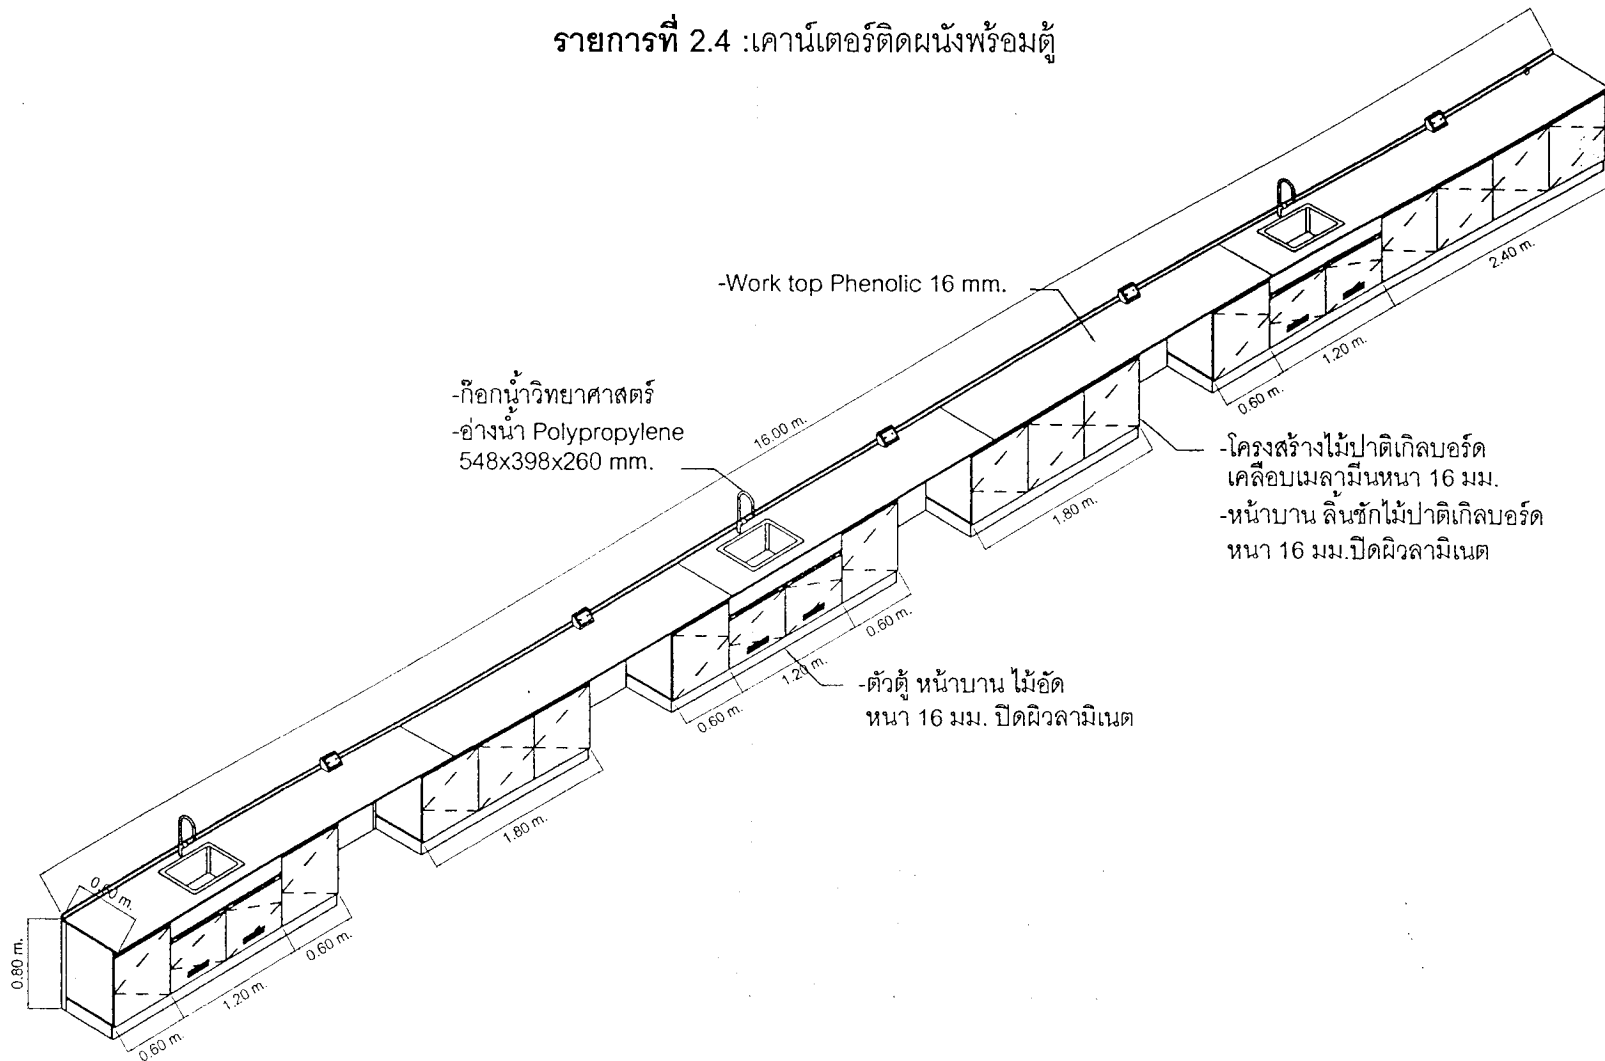 รายการที่ 2.4 :เคาน์เตอร์ติดผนังพร้อมตู้
-Work top Phenolic 16 mm.
-ก๊อกน้ำวิทยาศาสตร์
-อ่างน้ำ Polypropylene
548x398x260 mm.
16.00 m.
-โครงสร้างไม้ปาติเกิลบอร์ด
เคลือบเมลามีนหนา 16 มม.
-หน้าบาน ลิ้นชักไม้ปาติเกิลบอร์ด
หนา 16 มม.ปิดผิวลามิเนต
-ตัวตู้ หน้าบาน ไม้อัด
หนา 16 มม. ปิดผิวลามิเนต
2.40 m.
1.20 m.
0.60 m.
1.80 m.
0.60 m.
1.20 m.
0.60 m.
1.80 m.
0.60 m.
0.80 m.
0.60 m.
1.20 m.
0.60 m.